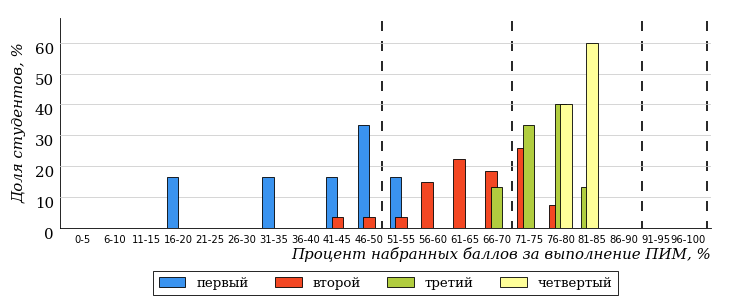 Доля студентов, %
60
50
40
30
20
10
0
0-5 6-10 11-15 16-20 21-25 26-30 31-35 36-40 41-45 46-50 51-55 56-60 61-65 66-70 71-75 76-80 81-85 86-90 91-95 96-100
Процент набранных баллов за выполнение ПИМ, %
первый второй третий четвертый